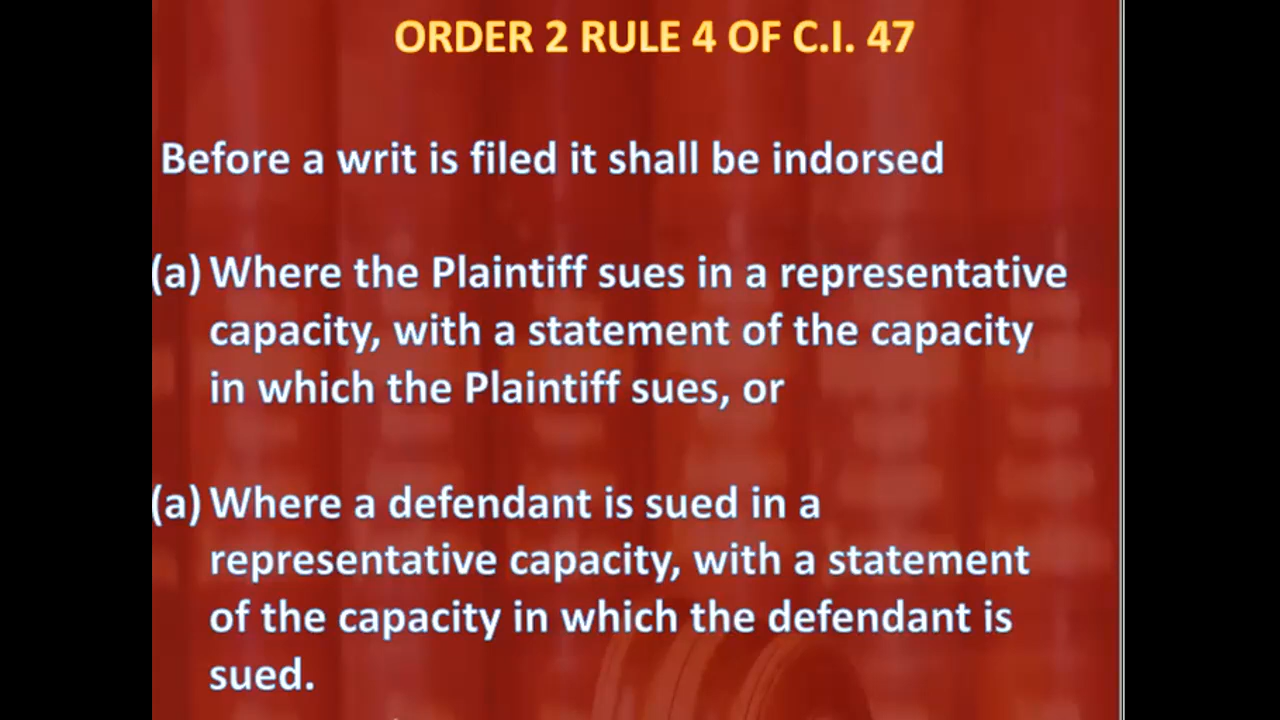 ORDER 2 RULE 4 OF C.I. 47
Before a writ is filed it shall be indorsed
(a) Where the Plaintiff sues in a representative
capacity, with a statement of the capacity
in which the Plaintiff sues, or
(a) Where a defendant is sued in a
representative capacity, with a statement
of the capacity in which the defendant is
sued.